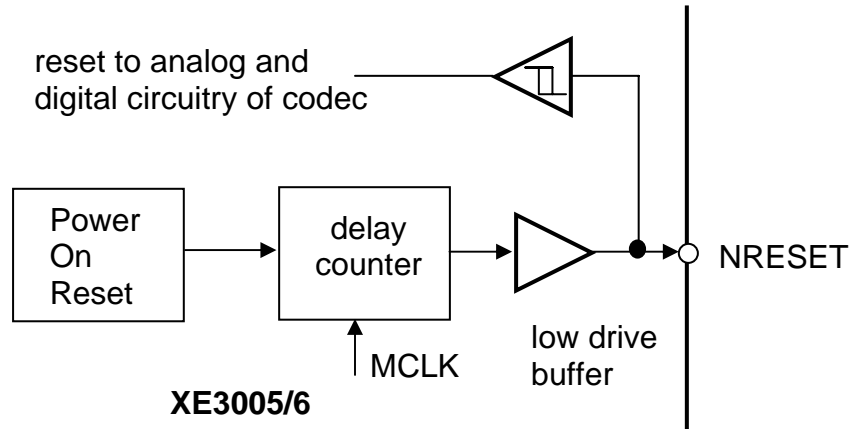 reset to analog and
digital circuitry of codec
Power
On
Reset
delay
counter
NRESET
low drive
buffer
MCLK
XE3005/6